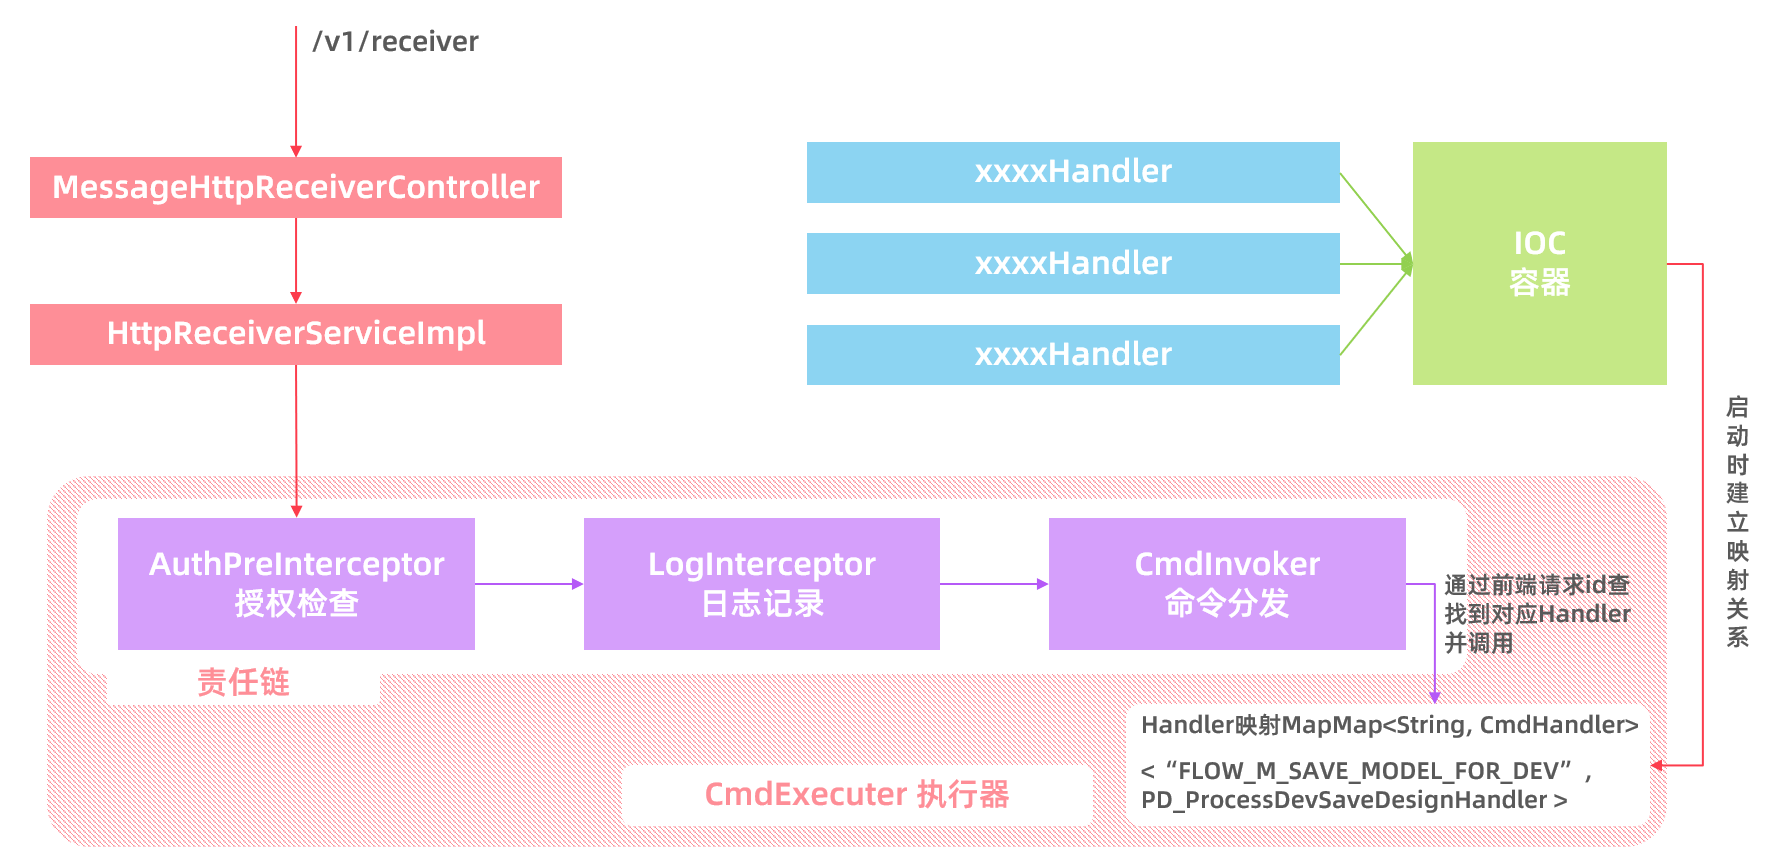 /v1/receiver
MessageHttpReceiverController
HttpReceiverServiceImpl
xxxxHandler
xxxxHandler
xxxxHandler
IOC
容器
启动时建立映射关系
AuthPreInterceptor
授权检查
LogInterceptor
日志记录
CmdInvoker
命令分发
通过前端请求id查
找到对应Handler
并调用
责任链
Handler映射MapMap<String, CmdHandler>
<“FLOW_M_SAVE_MODEL_FOR_DEV”,
PD_ProcessDevSaveDesignHandler >
CmdExecuter 执行器